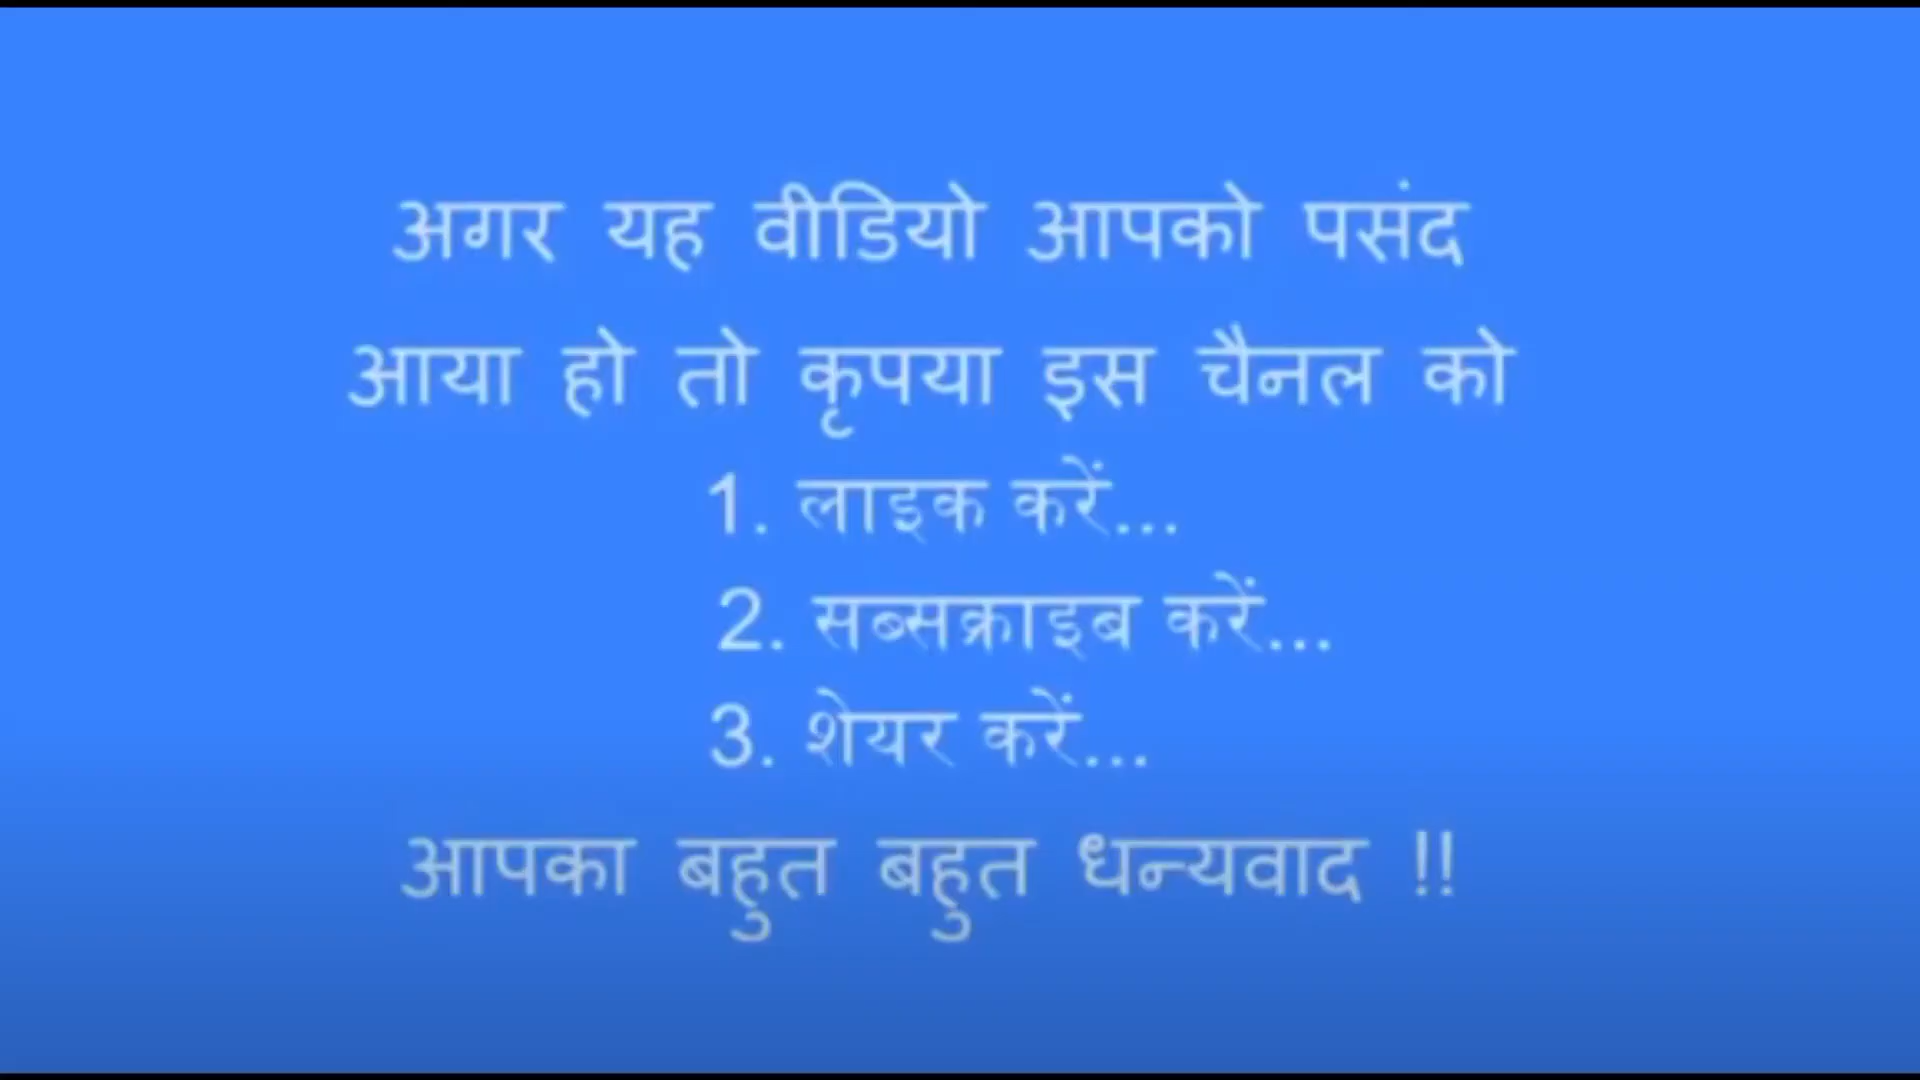 अगर यह वीडियो आपको पसंद
आया हो तो कृपया इस चैनल को
1. लाइक करें...
2. सब्सक्राइब करें...
3. शेयर करें...
आपका बहुत बहुत धन्यवाद !!